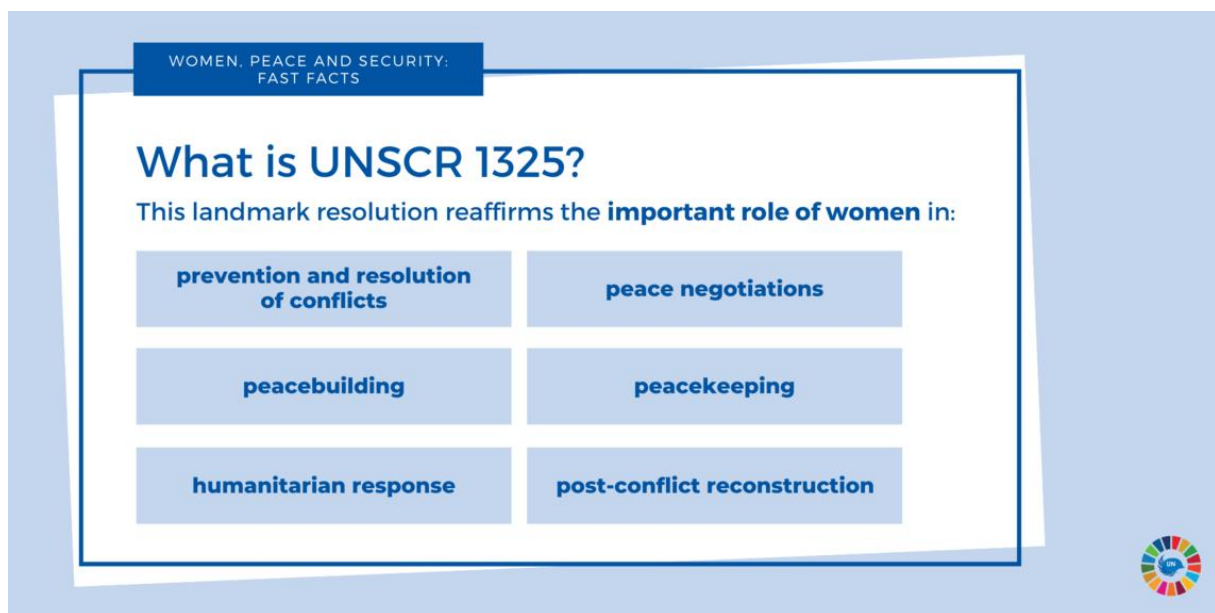 WOMEN, PEACE AND SECURITY:
FAST FACTS
What is UNSCR 1325?
This landmark resolution reaffirms the important role of women in:
prevention and resolution
of conflicts
peace negotiations
peacebuilding
peacekeeping
humanitarian response
post-conflict reconstruction
UN